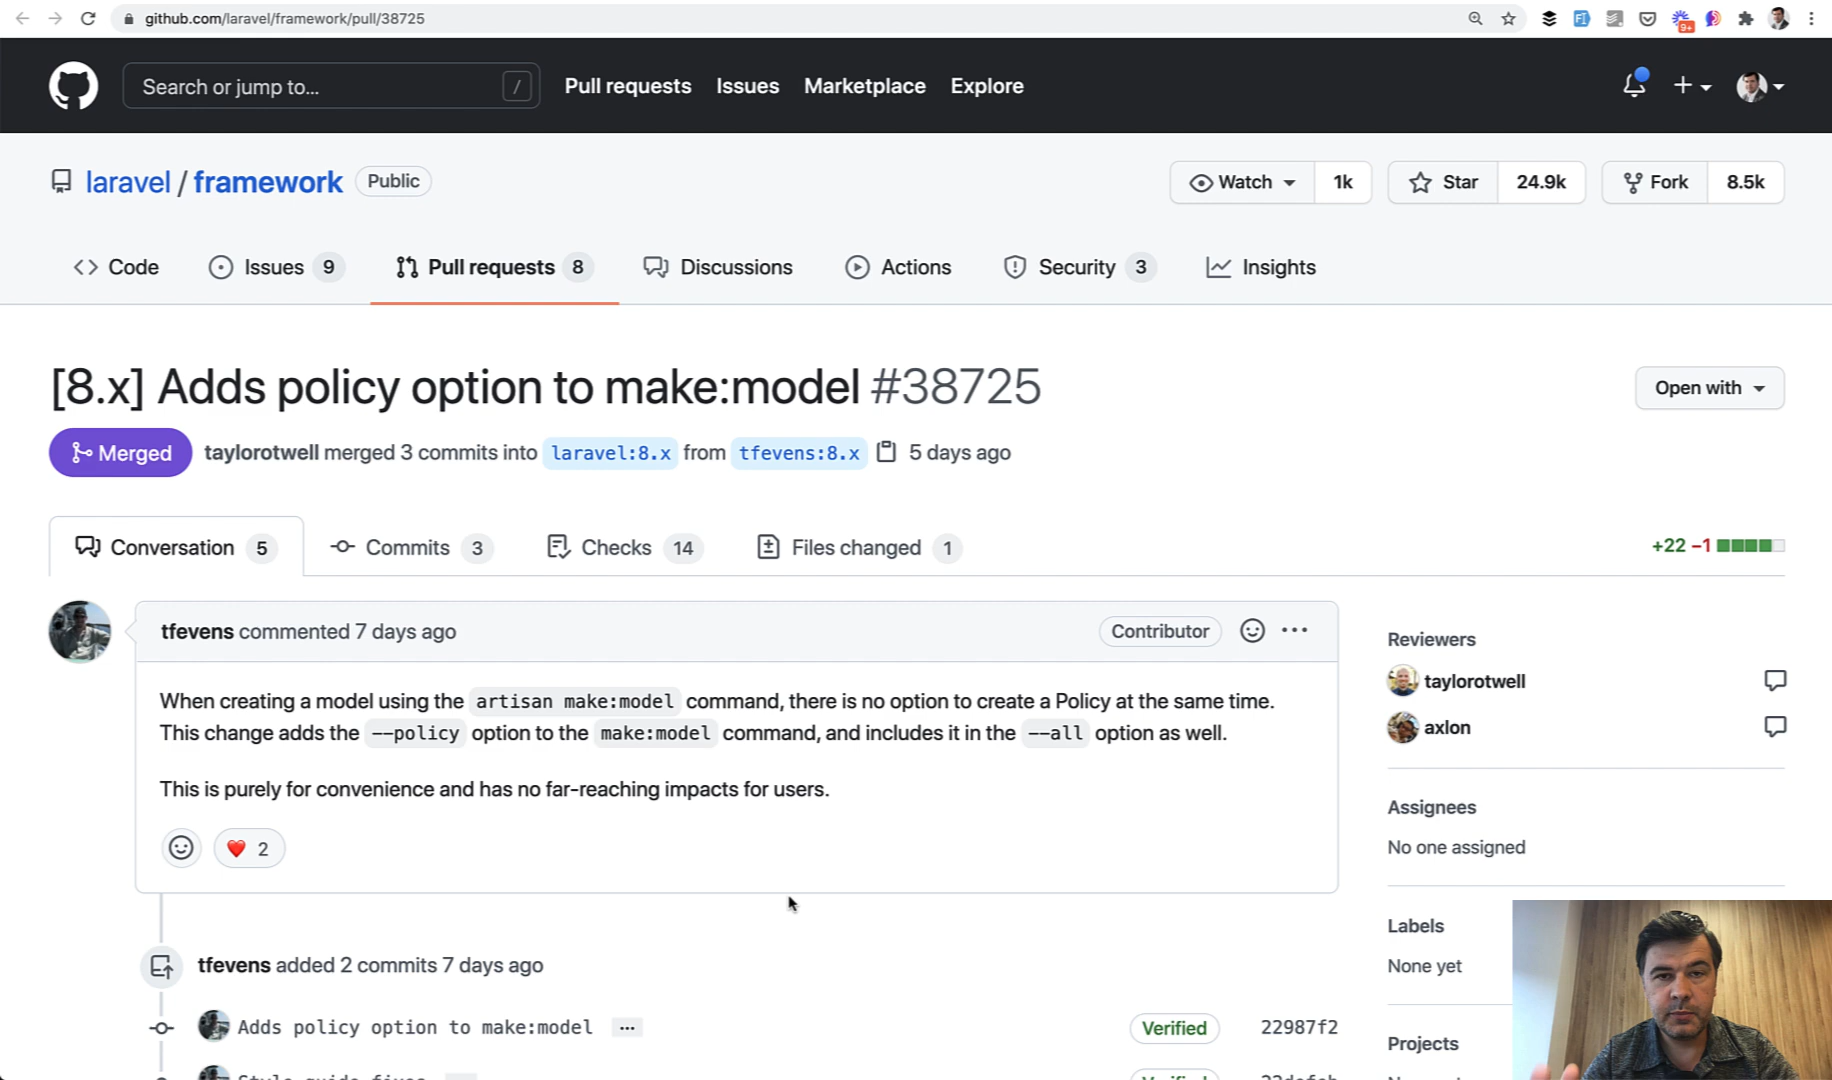 github.com/laravel/framework/pull/38725
9+
Search or jump to...
/
Pull requests
Issues
Marketplace
Explore
laravel / framework
Public
Watch
1k
Star
24.9k
Fork
8.5k
Code
Issues 9
Pull requests 8
Discussions
Actions
Security 3
Insights
[8.x] Adds policy option to make:model #38725
Open with
Merged
taylorotwell merged 3 commits into laravel:8.x from tfevens:8.x 5 days ago
Conversation 5
Commits 3
Checks 14
Files changed 1
+22 −1
tfevens commented 7 days ago
Contributor
When creating a model using the artisan make:model command, there is no option to create a Policy at the same time.
This change adds the --policy option to the make:model command, and includes it in the --all option as well.
This is purely for convenience and has no far-reaching impacts for users.
2
tfevens added 2 commits 7 days ago
Adds policy option to make:model ...
Verified
22987f2
Reviewers
taylorotwell
axlon
Assignees
No one assigned
Labels
None yet
Projects